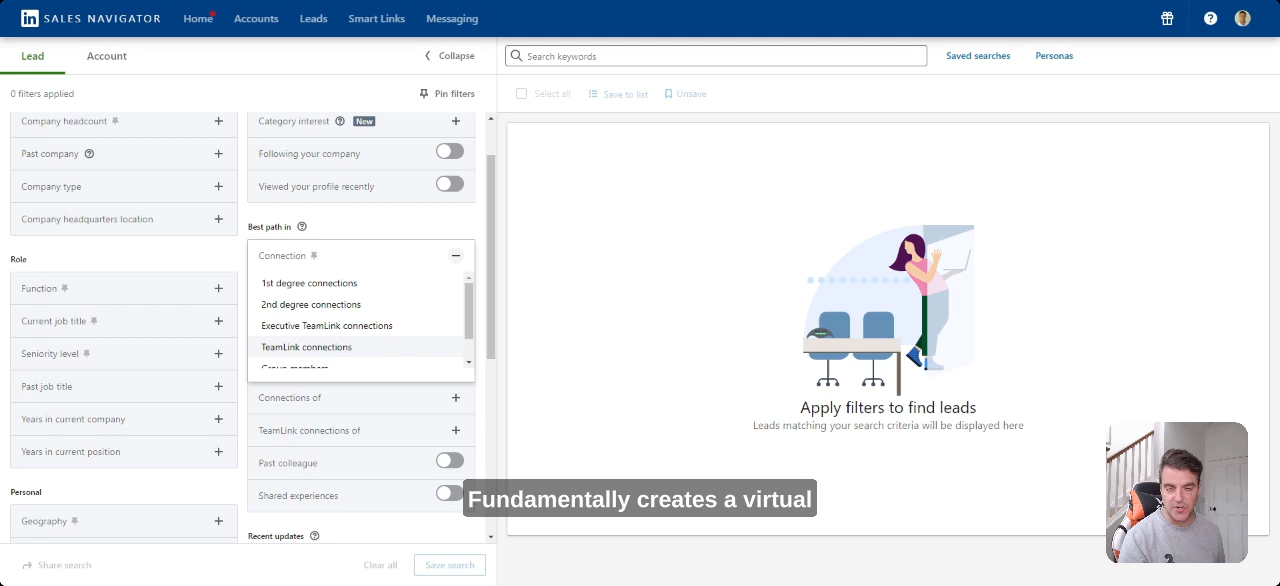 in SALES NAVIGATOR Home Accounts Leads Smart Links Messaging
Lead Account Collapse
Search keywords Saved searches Personas
0 filters applied Pin filters
Select all Save to list Unsave
Company headcount
Past company
Company type
Company headquarters location
Role
Function
Current job title
Seniority level
Past job title
Years in current company
Years in current position
Personal
Geography
Category interest New
Following your company
Viewed your profile recently
Best path in
Connection
1st degree connections
2nd degree connections
Executive TeamLink connections
TeamLink connections
Group members
Connections of
TeamLink connections of
Past colleague
Shared experiences
Recent updates
Share search Clear all Save search
Apply filters to find leads
Leads matching your search criteria will be displayed here
Fundamentally creates a virtual